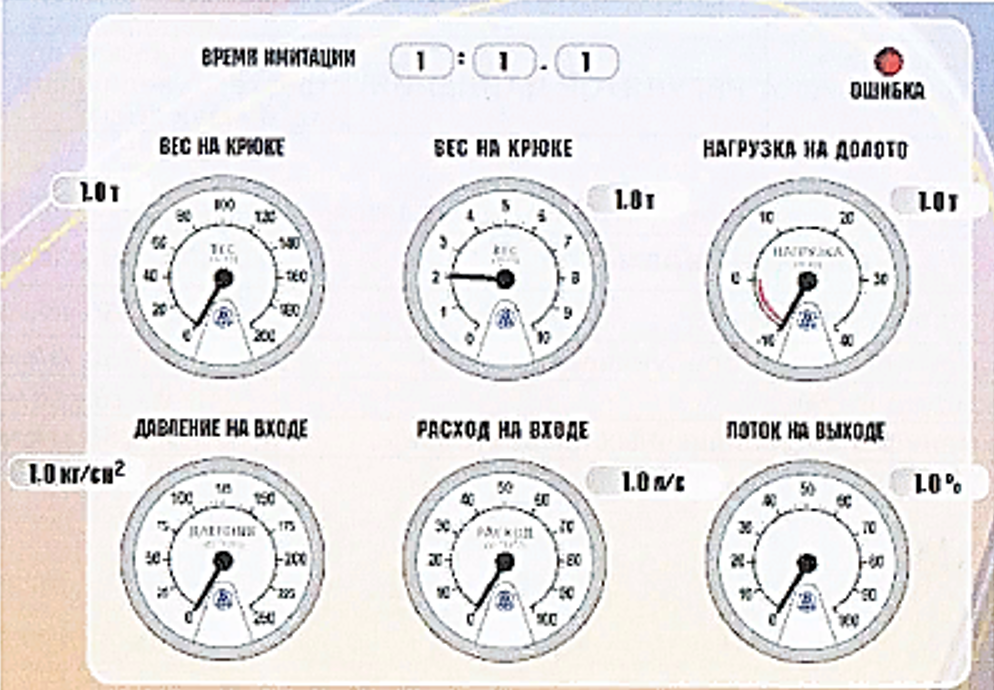 ВРЕМЯ ИМИТАЦИИ 1 : 1 . 1
ОШИБКА
ВЕС НА КРЮКЕ
ВЕС НА КРЮКЕ
НАГРУЗКА НА ДОЛОТО
1.0 т
1.0 т
1.0 т
0 20 40 60 80 100 120 140 160 180 200
ВЕС
0 1 2 3 4 5 6 7 8 9 10
ВЕС
-10 0 10 20 30 40
НАГРУЗКА
ДАВЛЕНИЕ НА ВХОДЕ
РАСХОД НА ВХОДЕ
ПОТОК НА ВЫХОДЕ
1.0 кг/см²
1.0 л/с
1.0 %
0 25 50 75 100 125 150 175 200 225 250
ДАВЛЕНИЕ
0 10 20 30 40 50 60 70 80 90 100
РАСХОД
0 10 20 30 40 50 60 70 80 90 100